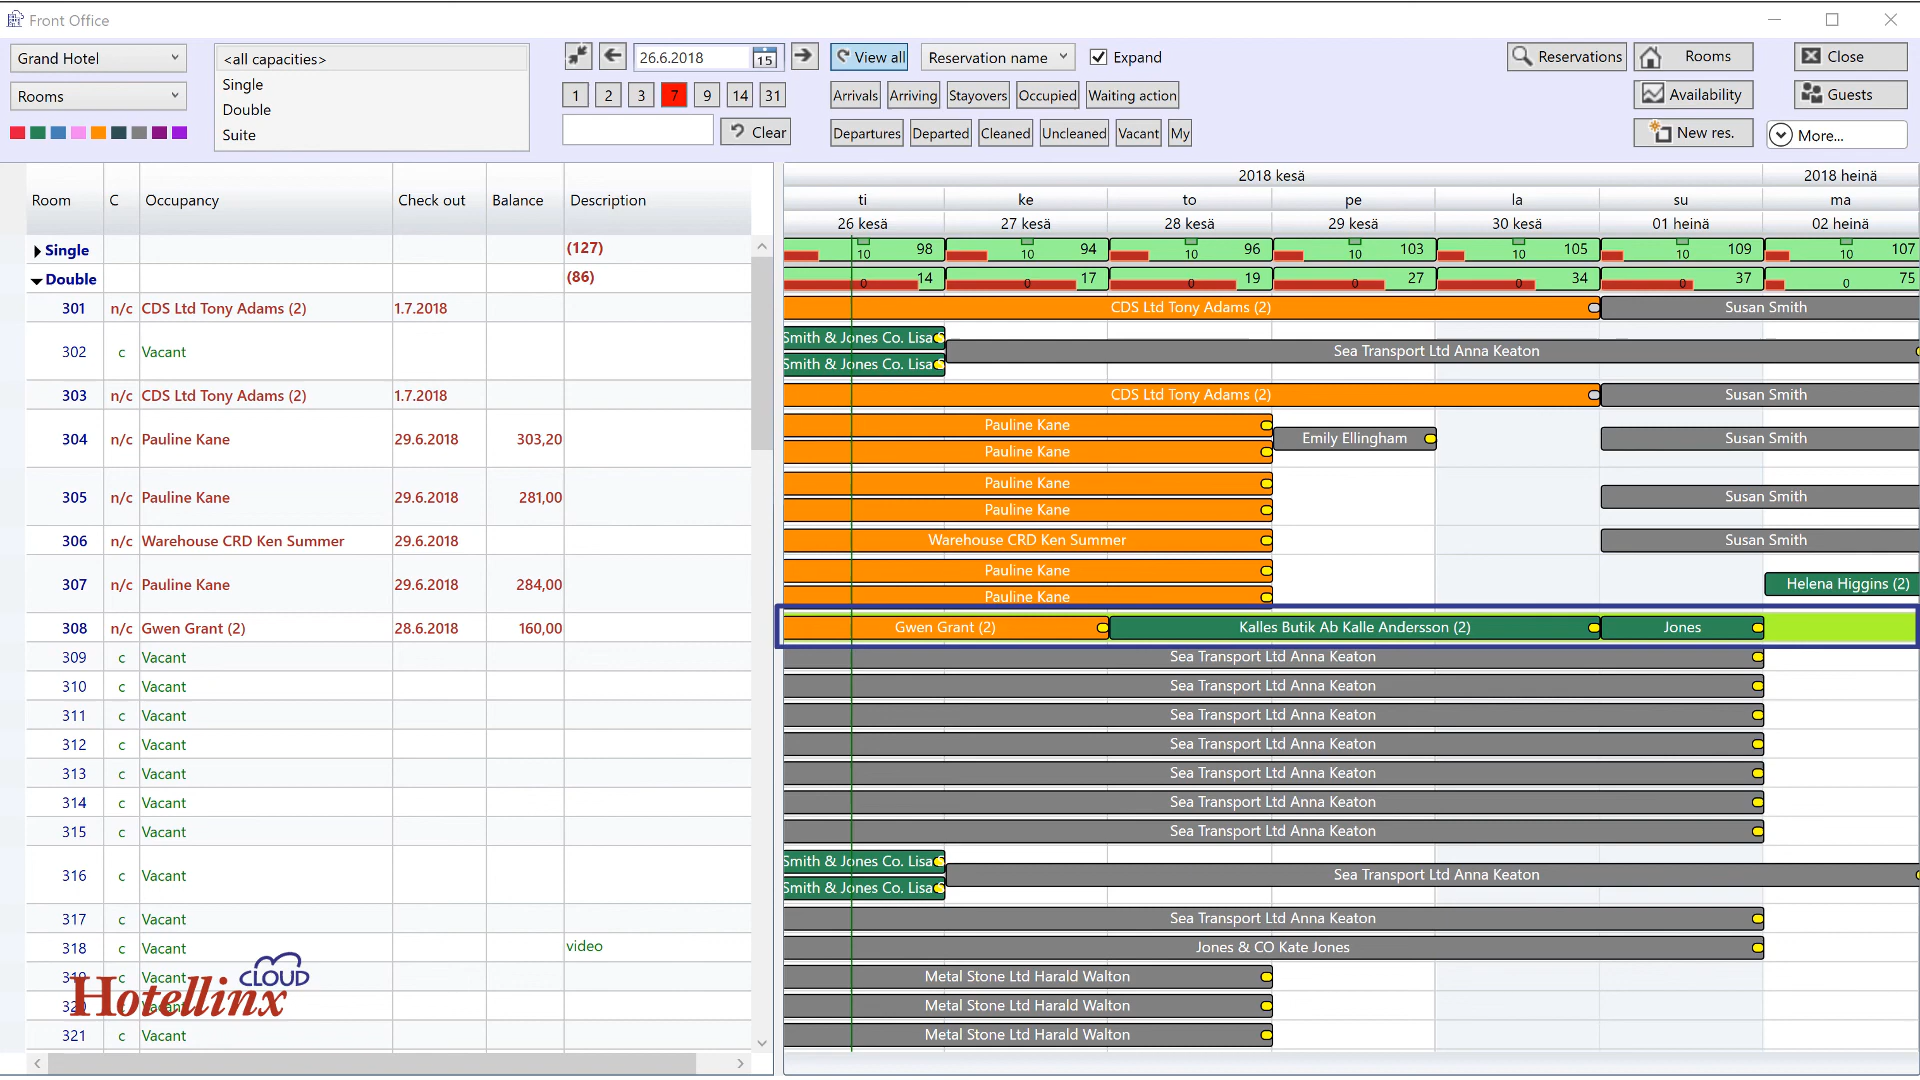 Front Office
Grand Hotel
Rooms
<all capacities>
Single
Double
Suite
26.6.2018
15
View all
Reservation name
Expand
1 2 3 7 9 14 31
Arrivals Arriving Stayovers Occupied Waiting action
Clear
Departures Departed Cleaned Uncleaned Vacant My
Reservations
Rooms
Close
Availability
Guests
New res.
More...
Room C Occupancy Check out Balance Description
2018 kesä 2018 heinä
ti ke to pe la su ma
26 kesä 27 kesä 28 kesä 29 kesä 30 kesä 01 heinä 02 heinä
Single (127) 10 98 10 94 10 96 10 103 10 105 10 109 10 107
Double (86) 0 14 0 17 0 19 0 27 0 34 0 37 0 75
301 n/c CDS Ltd Tony Adams (2) 1.7.2018 CDS Ltd Tony Adams (2) Susan Smith
Smith & Jones Co. Lisa
302 c Vacant Sea Transport Ltd Anna Keaton
Smith & Jones Co. Lisa
303 n/c CDS Ltd Tony Adams (2) 1.7.2018 CDS Ltd Tony Adams (2) Susan Smith
Pauline Kane
304 n/c Pauline Kane 29.6.2018 303,20 Emily Ellingham Susan Smith
Pauline Kane
Pauline Kane
305 n/c Pauline Kane 29.6.2018 281,00 Susan Smith
Pauline Kane
306 n/c Warehouse CRD Ken Summer 29.6.2018 Warehouse CRD Ken Summer Susan Smith
Pauline Kane
307 n/c Pauline Kane 29.6.2018 284,00 Helena Higgins (2)
Pauline Kane
308 n/c Gwen Grant (2) 28.6.2018 160,00 Gwen Grant (2) Kalles Butik Ab Kalle Andersson (2) Jones
309 c Vacant Sea Transport Ltd Anna Keaton
310 c Vacant Sea Transport Ltd Anna Keaton
311 c Vacant Sea Transport Ltd Anna Keaton
312 c Vacant Sea Transport Ltd Anna Keaton
313 c Vacant Sea Transport Ltd Anna Keaton
314 c Vacant Sea Transport Ltd Anna Keaton
315 c Vacant Sea Transport Ltd Anna Keaton
Smith & Jones Co. Lisa
316 c Vacant Sea Transport Ltd Anna Keaton
Smith & Jones Co. Lisa
317 c Vacant Sea Transport Ltd Anna Keaton
318 c Vacant video Jones & CO Kate Jones
319 c Vacant Metal Stone Ltd Harald Walton
CLOUD
Hotellinx
320 Vacant Metal Stone Ltd Harald Walton
321 c Vacant Metal Stone Ltd Harald Walton